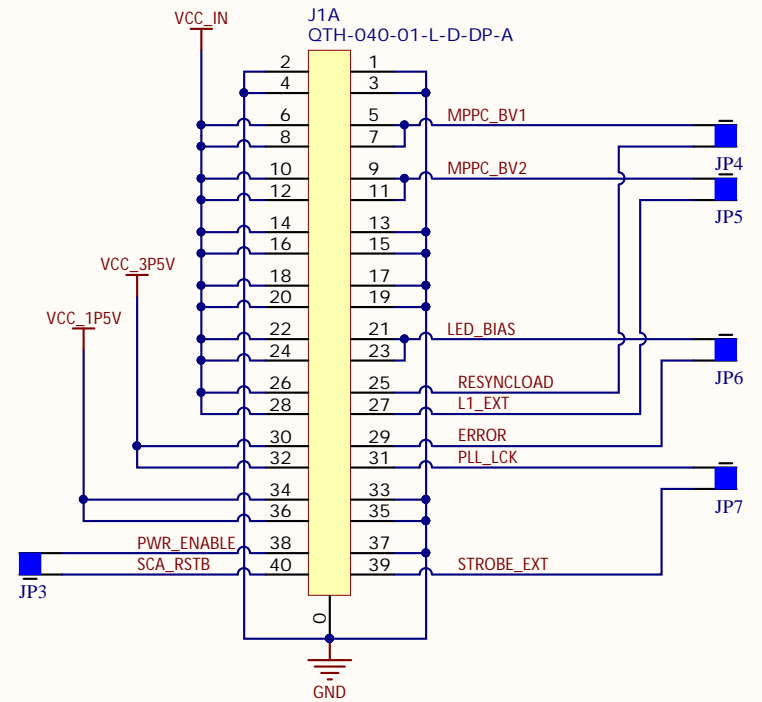 J1A
VCC_IN
QTH-040-01-L-D-DP-A
2 1
4 3
6 5 MPPC_BV1
8 7
JP4
10 9 MPPC_BV2
12 11
JP5
14 13
16 15
VCC_3P5V
18 17
20 19
VCC_1P5V
22 21 LED_BIAS
24 23
JP6
26 25 RESYNCLOAD
28 27 L1_EXT
30 29 ERROR
32 31 PLL_LCK
34 33
JP7
36 35
PWR_ENABLE 38 37
SCA_RSTB 40 39 STROBE_EXT
JP3
0
GND